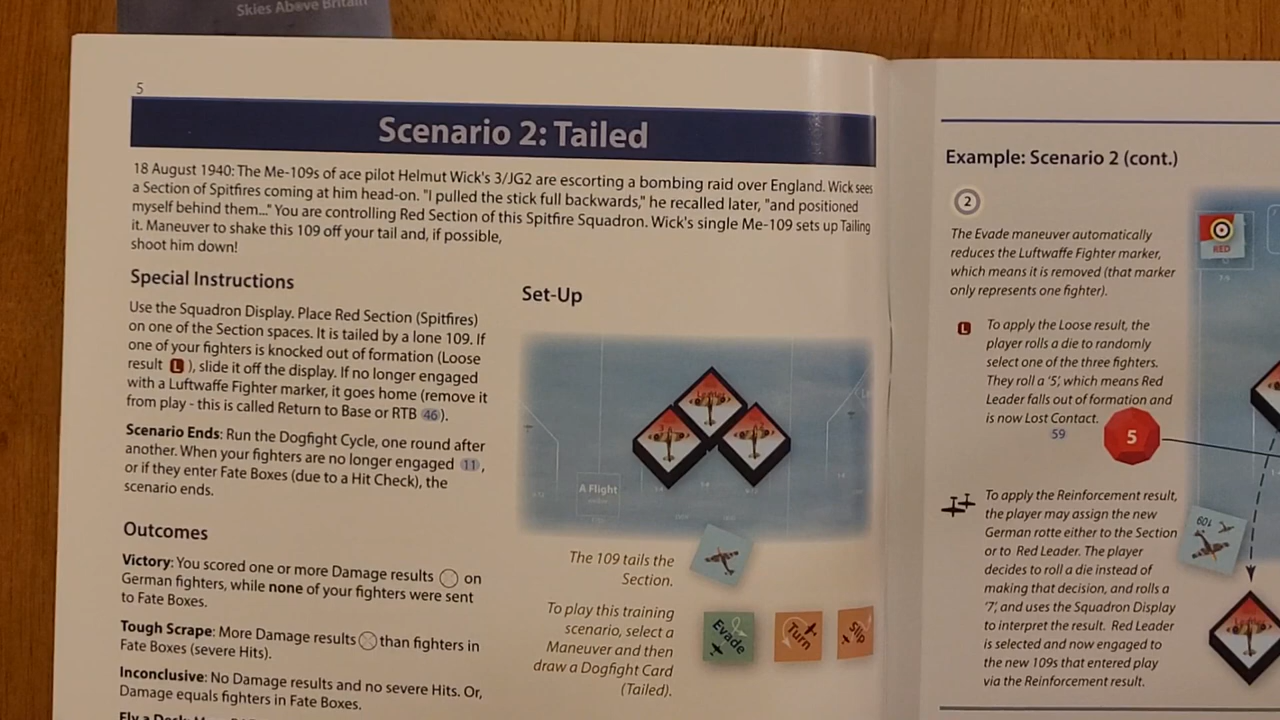 Skies Above Britain
5
Scenario 2: Tailed
18 August 1940: The Me-109s of ace pilot Helmut Wick's 3/JG2 are escorting a bombing raid over England. Wick sees
a Section of Spitfires coming at him head-on. "I pulled the stick full backwards," he recalled later, "and positioned
myself behind them..." You are controlling Red Section of this Spitfire Squadron. Wick's single Me-109 sets up Tailing
it. Maneuver to shake this 109 off your tail and, if possible,
shoot him down!
Special Instructions
Use the Squadron Display. Place Red Section (Spitfires)
on one of the Section spaces. It is tailed by a lone 109. If
one of your fighters is knocked out of formation (Loose
result L ), slide it off the display. If no longer engaged
with a Luftwaffe Fighter marker, it goes home (remove it
from play - this is called Return to Base or RTB 46 ).
Scenario Ends: Run the Dogfight Cycle, one round after
another. When your fighters are no longer engaged 11 ,
or if they enter Fate Boxes (due to a Hit Check), the
scenario ends.
Outcomes
Victory: You scored one or more Damage results on
German fighters, while none of your fighters were sent
to Fate Boxes.
Tough Scrape: More Damage results than fighters in
Fate Boxes (severe Hits).
Inconclusive: No Damage results and no severe Hits. Or,
Damage equals fighters in Fate Boxes.
Set-Up
A Flight
The 109 tails the
Section.
To play this training
scenario, select a
Maneuver and then
draw a Dogfight Card
(Tailed).
Evade
Turn
Slip
Example: Scenario 2 (cont.)
2
The Evade maneuver automatically
reduces the Luftwaffe Fighter marker,
which means it is removed (that marker
only represents one fighter).
L
To apply the Loose result, the
player rolls a die to randomly
select one of the three fighters.
They roll a '5', which means Red
Leader falls out of formation and
is now Lost Contact.
59
5
To apply the Reinforcement result,
the player may assign the new
German rotte either to the Section
or to Red Leader. The player
decides to roll a die instead of
making that decision, and rolls a
'7', and uses the Squadron Display
to interpret the result. Red Leader
is selected and now engaged to
the new 109s that entered play
via the Reinforcement result.
RED
109